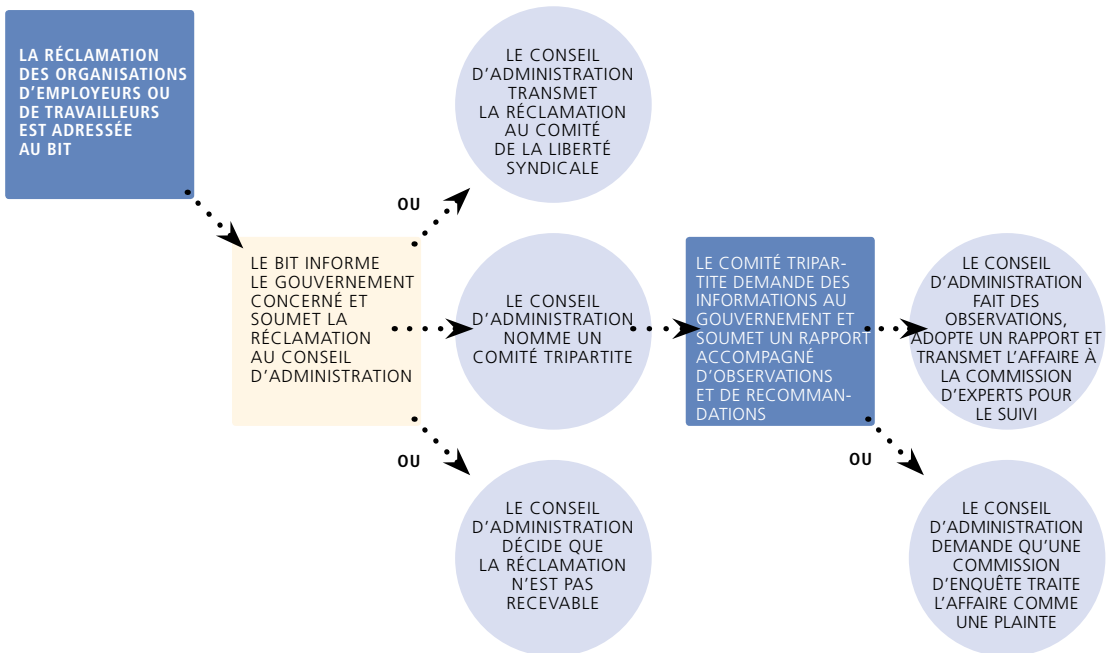 LA RÉCLAMATION
DES ORGANISATIONS
D'EMPLOYEURS OU
DE TRAVAILLEURS
EST ADRESSÉE
AU BIT
OU
LE CONSEIL
D'ADMINISTRATION
TRANSMET
LA RÉCLAMATION
AU COMITÉ
DE LA LIBERTÉ
SYNDICALE
LE BIT INFORME
LE GOUVERNEMENT
CONCERNÉ ET
SOUMET LA
RÉCLAMATION
AU CONSEIL
D'ADMINISTRATION
LE CONSEIL
D'ADMINISTRATION
NOMME UN
COMITÉ TRIPARTITE
LE COMITÉ TRIPAR-
TITE DEMANDE DES
INFORMATIONS AU
GOUVERNEMENT ET
SOUMET UN RAPPORT
ACCOMPAGNÉ
D'OBSERVATIONS
ET DE RECOMMAN-
DATIONS
LE CONSEIL
D'ADMINISTRATION
FAIT DES
OBSERVATIONS,
ADOPTE UN RAPPORT ET
TRANSMET L'AFFAIRE À
LA COMMISSION
D'EXPERTS POUR
LE SUIVI
OU
LE CONSEIL
D'ADMINISTRATION
DÉCIDE QUE
LA RÉCLAMATION
N'EST PAS
RECEVABLE
OU
LE CONSEIL
D'ADMINISTRATION
DEMANDE QU'UNE
COMMISSION
D'ENQUÊTE TRAITE
L'AFFAIRE COMME
UNE PLAINTE